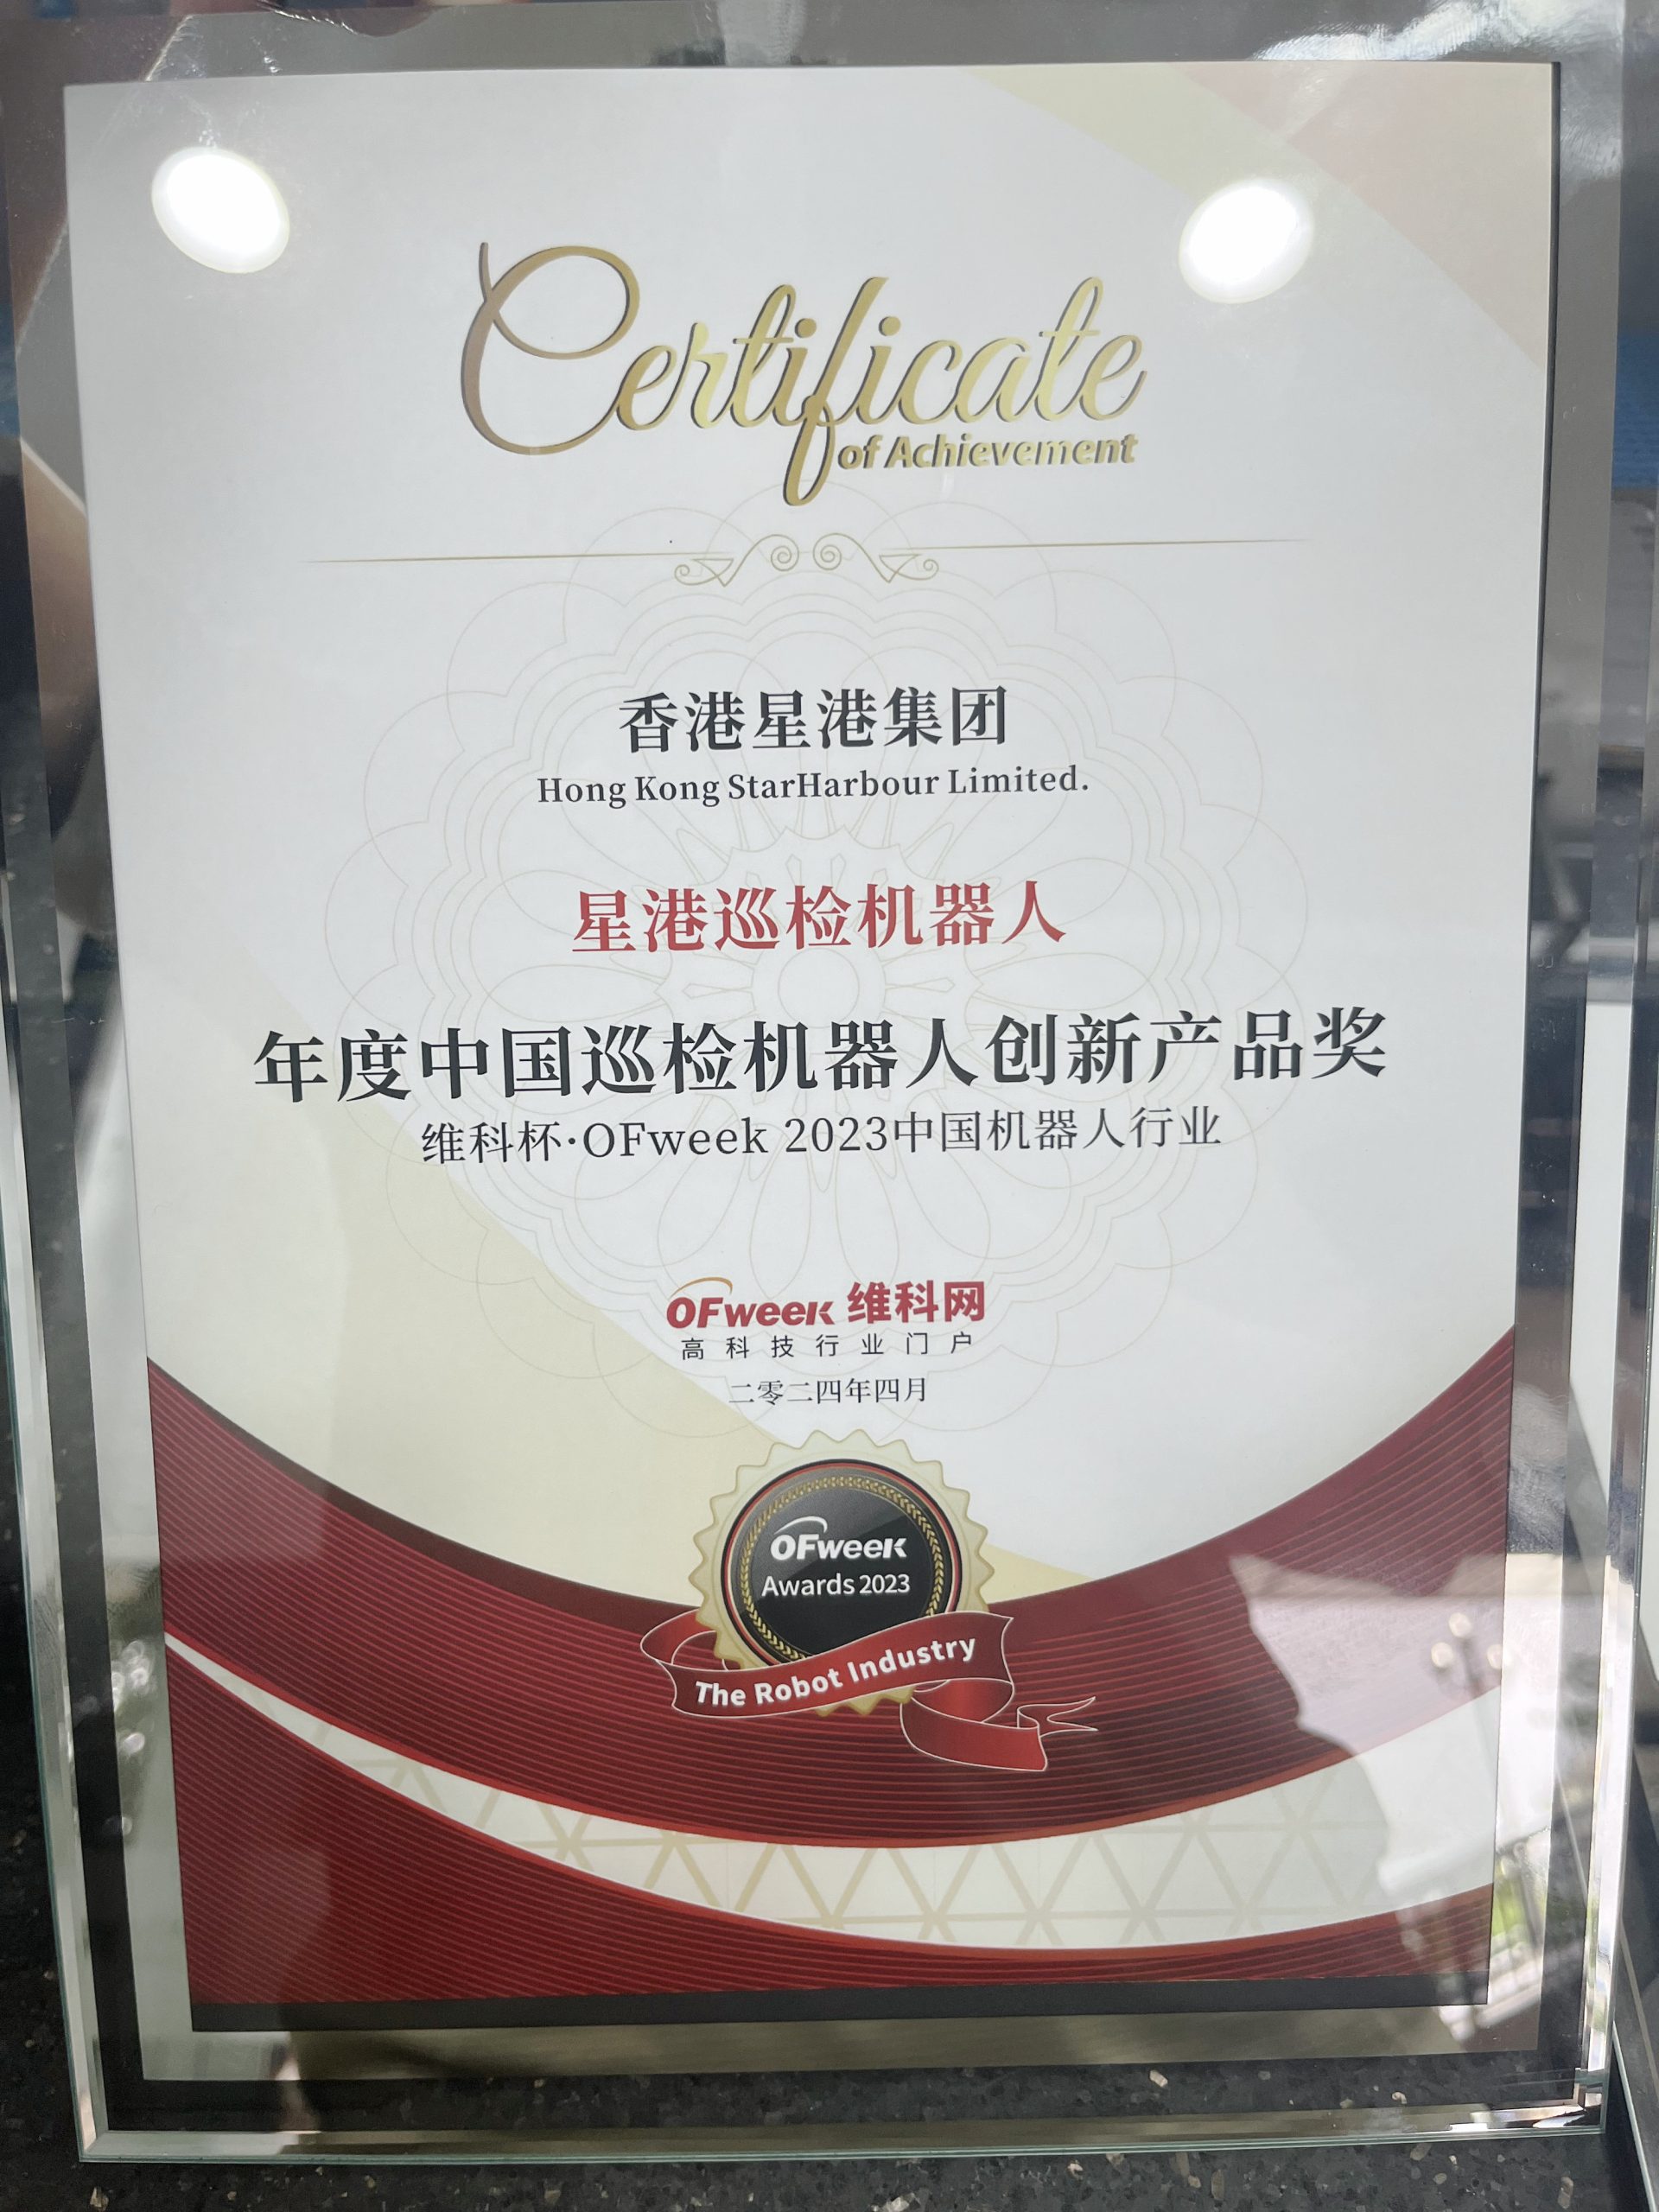 Certificate
of Achievement
香港星港集团
Hong Kong StarHarbour Limited.
星港巡检机器人
年度中国巡检机器人创新产品奖
维科杯·OFweek 2023中国机器人行业
OFweek 维科网
高科技行业门户
二零二四年四月
OFweek
Awards 2023
The Robot Industry